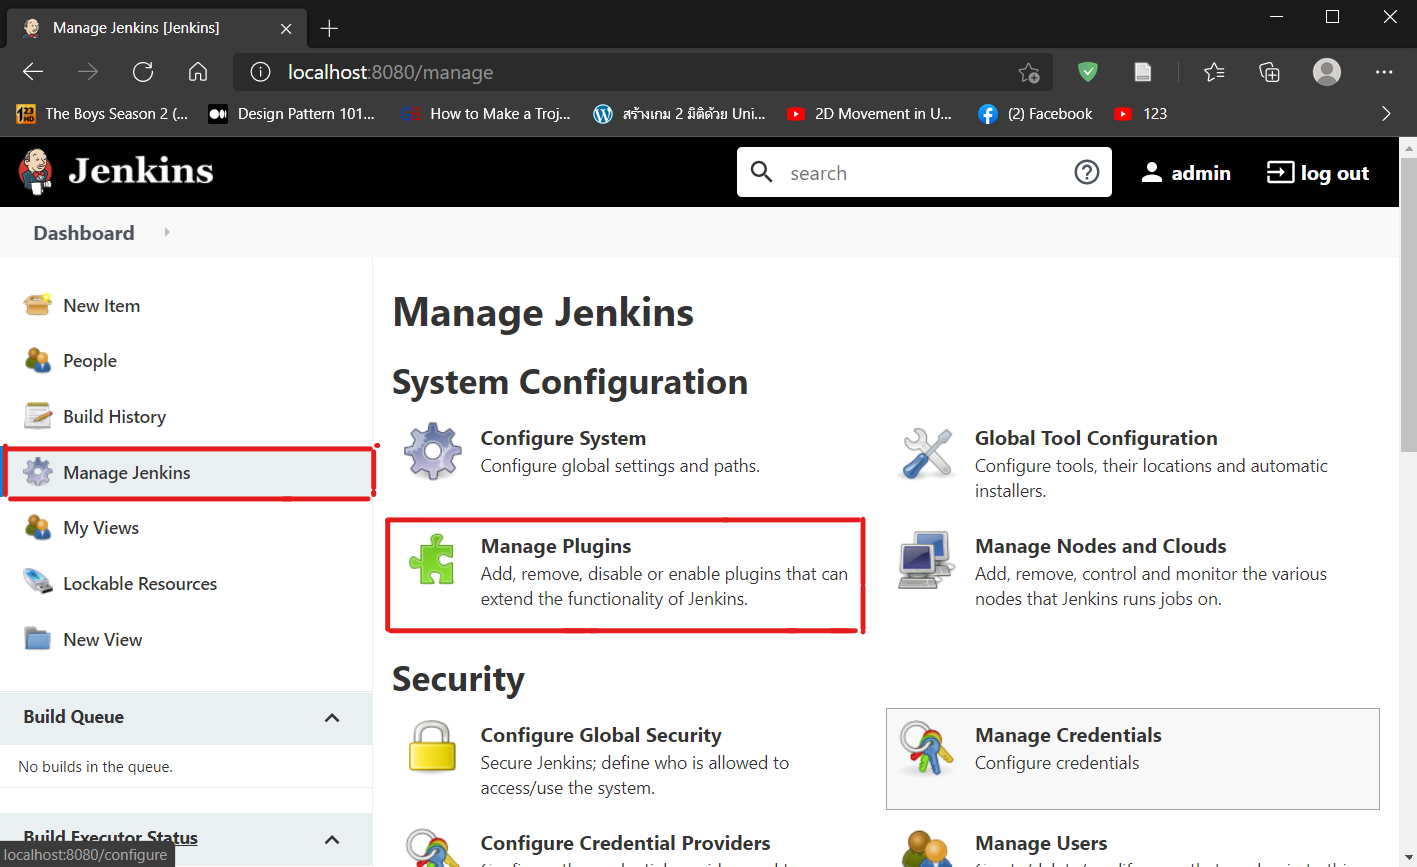 Manage Jenkins [Jenkins]
localhost:8080/manage
The Boys Season 2 (...
Design Pattern 101...
How to Make a Troj...
สร้างเกม 2 มิติด้วย Uni...
2D Movement in U...
(2) Facebook
123
Jenkins
search
admin
log out
Dashboard
New Item
People
Build History
Manage Jenkins
My Views
Lockable Resources
New View
Build Queue
No builds in the queue.
Build Executor Status
localhost:8080/configure
Manage Jenkins
System Configuration
Configure System
Configure global settings and paths.
Global Tool Configuration
Configure tools, their locations and automatic
installers.
Manage Plugins
Add, remove, disable or enable plugins that can
extend the functionality of Jenkins.
Manage Nodes and Clouds
Add, remove, control and monitor the various
nodes that Jenkins runs jobs on.
Security
Configure Global Security
Secure Jenkins; define who is allowed to
access/use the system.
Manage Credentials
Configure credentials
Configure Credential Providers
Manage Users